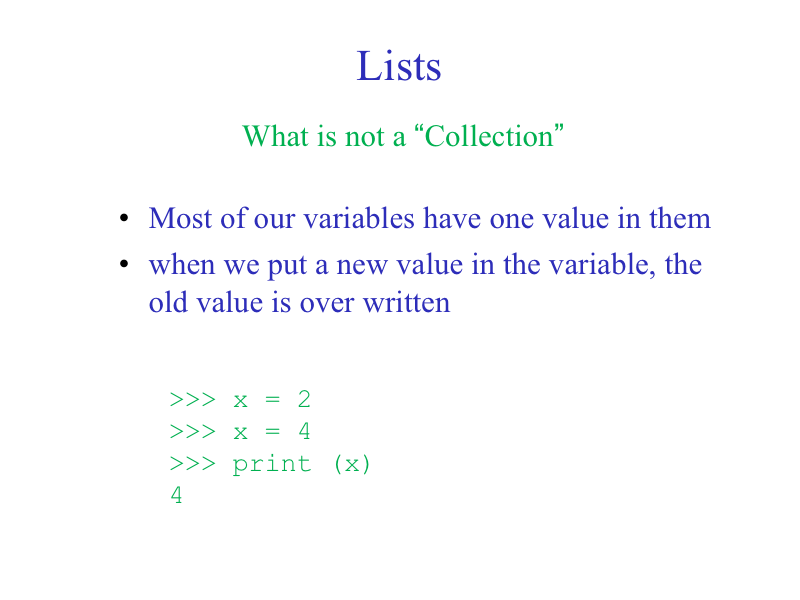 Lists
What is not a “Collection”
• Most of our variables have one value in them
• when we put a new value in the variable, the
old value is over written
>>> x = 2
>>> x = 4
>>> print (x)
4